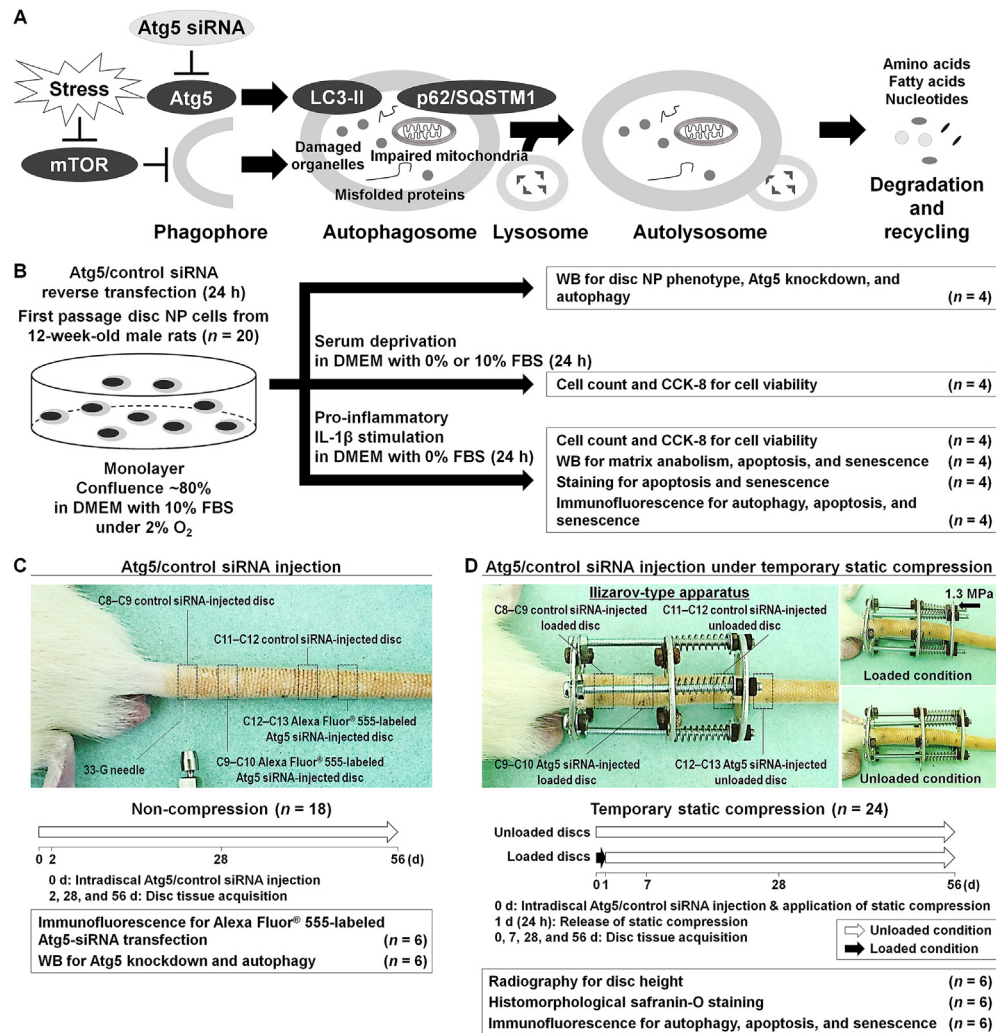 A
Atg5 siRNA
Stress
Atg5
mTOR
LC3-II
p62/SQSTM1
Damaged
organelles
Impaired mitochondria
Misfolded proteins
Phagophore
Autophagosome
Lysosome
Autolysosome
Amino acids
Fatty acids
Nucleotides
Degradation
and
recycling
B
Atg5/control siRNA
reverse transfection (24 h)
First passage disc NP cells from
12-week-old male rats (n = 20)
Monolayer
Confluence ~80%
in DMEM with 10% FBS
under 2% O₂
Serum deprivation
in DMEM with 0% or 10% FBS (24 h)
Pro-inflammatory
IL-1β stimulation
in DMEM with 0% FBS (24 h)
WB for disc NP phenotype, Atg5 knockdown, and
autophagy (n = 4)
Cell count and CCK-8 for cell viability (n = 4)
Cell count and CCK-8 for cell viability (n = 4)
WB for matrix anabolism, apoptosis, and senescence (n = 4)
Staining for apoptosis and senescence (n = 4)
Immunofluorescence for autophagy, apoptosis, and
senescence (n = 4)
C
Atg5/control siRNA injection
C8–C9 control siRNA-injected disc
C11–C12 control siRNA-injected disc
C12–C13 Alexa Fluor® 555-labeled
Atg5 siRNA-injected disc
33-G needle
C9–C10 Alexa Fluor® 555-labeled
Atg5 siRNA-injected disc
Non-compression (n = 18)
0 2 28 56 (d)
0 d: Intradiscal Atg5/control siRNA injection
2, 28, and 56 d: Disc tissue acquisition
Immunofluorescence for Alexa Fluor® 555-labeled
Atg5-siRNA transfection (n = 6)
WB for Atg5 knockdown and autophagy (n = 6)
D
Atg5/control siRNA injection under temporary static compression
Ilizarov-type apparatus
C8–C9 control siRNA-injected
loaded disc
C11–C12 control siRNA-injected
unloaded disc
C9–C10 Atg5 siRNA-injected
loaded disc
C12–C13 Atg5 siRNA-injected
unloaded disc
1.3 MPa
Loaded condition
Unloaded condition
Temporary static compression (n = 24)
Unloaded discs
Loaded discs
0 1 7 28 56 (d)
0 d: Intradiscal Atg5/control siRNA injection & application of static compression
1 d (24 h): Release of static compression
0, 7, 28, and 56 d: Disc tissue acquisition
Unloaded condition
Loaded condition
Radiography for disc height (n = 6)
Histomorphological safranin-O staining (n = 6)
Immunofluorescence for autophagy, apoptosis, and senescence (n = 6)